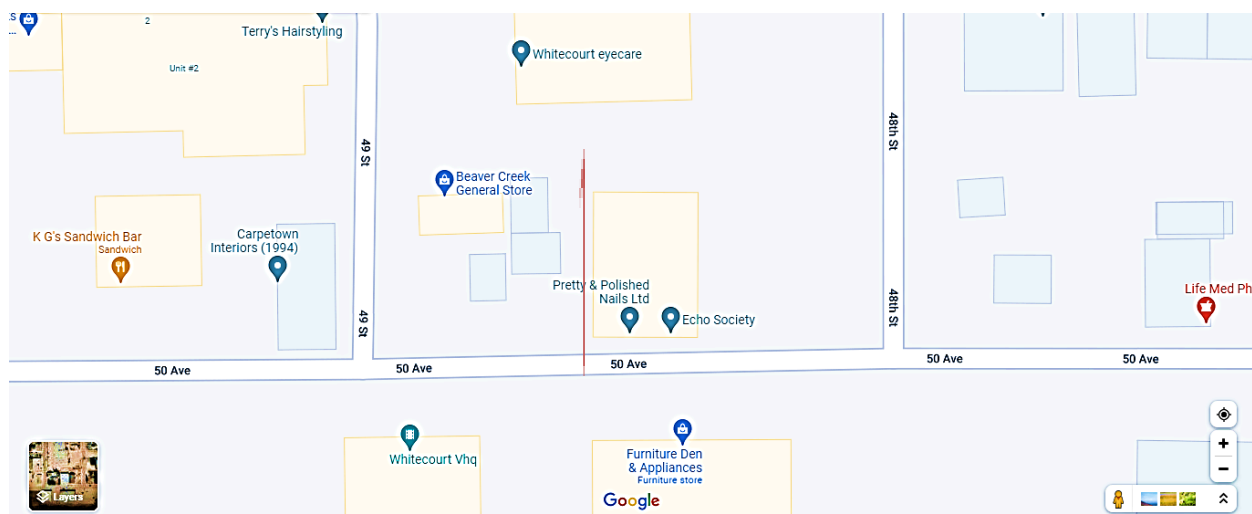 2
Terry's Hairstyling
Unit #2
Whitecourt eyecare
49 St
48th St
Beaver Creek
General Store
K G's Sandwich Bar
Sandwich
Carpetown
Interiors (1994)
Pretty & Polished
Nails Ltd
Echo Society
49 St
48th St
Life Med Ph
50 Ave
50 Ave
50 Ave
50 Ave
50 Ave
Whitecourt Vhq
Furniture Den
& Appliances
Furniture store
Layers
Google